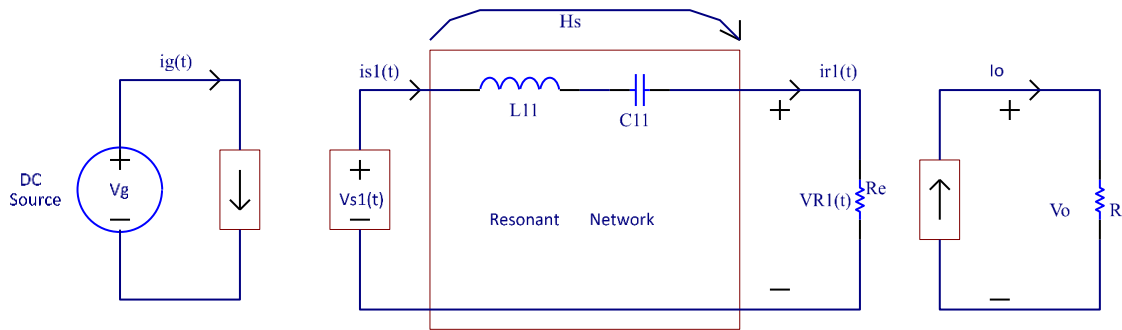 Hs
ig(t)
is1(t)
ir1(t)
Io
L11
C11
DC
Source
Vg
Vs1(t)
VR1(t)
Re
Vo
R
Resonant Network